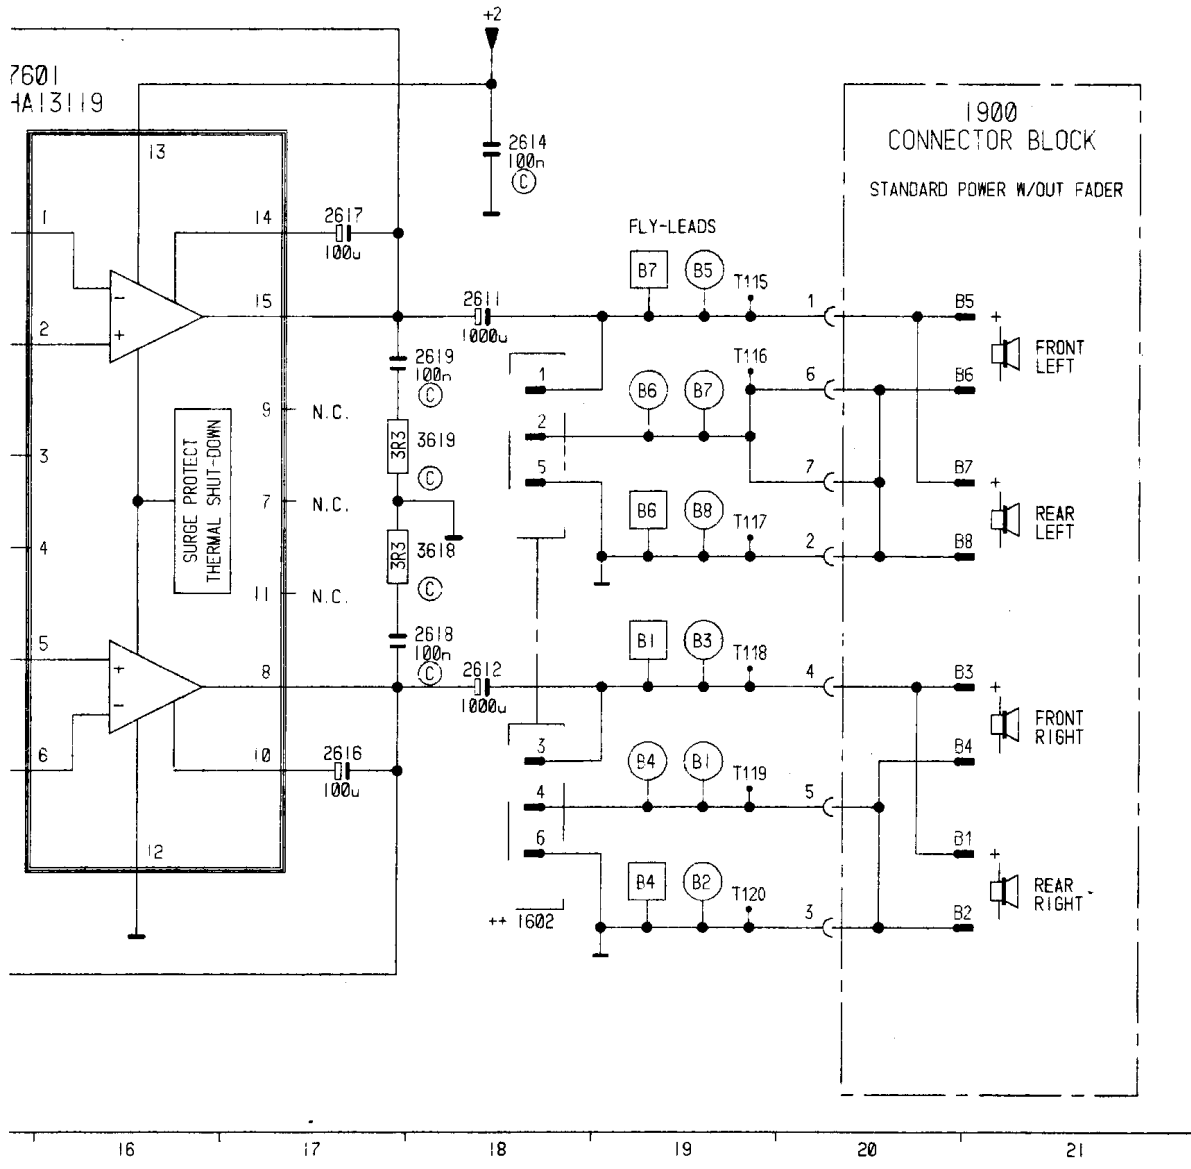 +2
7601
HA13119
13
2614
100n
C
1900
CONNECTOR BLOCK
STANDARD POWER W/OUT FADER
1
14
2617
100u
FLY-LEADS
B7
B5
T115
15
2611
1000u
1
B5
+
2
2619
100n
C
1
T116
6
FRONT
LEFT
B6
9
N.C.
B6
B7
2
3R3
3619
C
3
SURGE PROTECT
THERMAL SHUT-DOWN
5
7
B7
+
7
N.C.
B6
B8
T117
REAR
LEFT
4
3R3
3618
C
2
B8
11
N.C.
5
2618
100n
C
B1
B3
T118
8
2612
1000u
4
B3
+
FRONT
RIGHT
6
10
2616
100u
3
B4
B1
T119
B4
4
5
6
B1
+
12
B4
B2
T120
REAR
RIGHT
++ 1602
3
B2
16
17
18
19
20
21